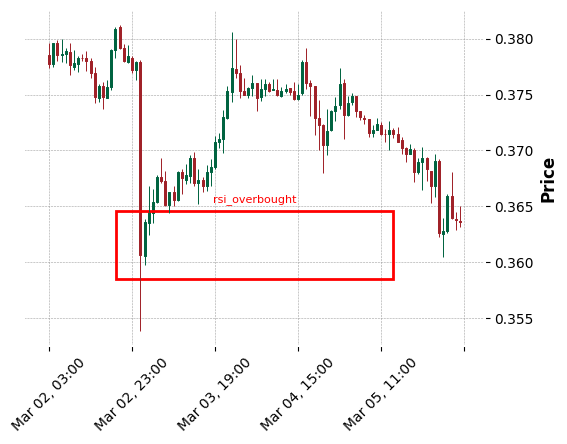 0.380
0.375
0.370
rsi_overbought
0.365
0.360
0.355
Price
Mar 02, 03:00
Mar 02, 23:00
Mar 03, 19:00
Mar 04, 15:00
Mar 05, 11:00